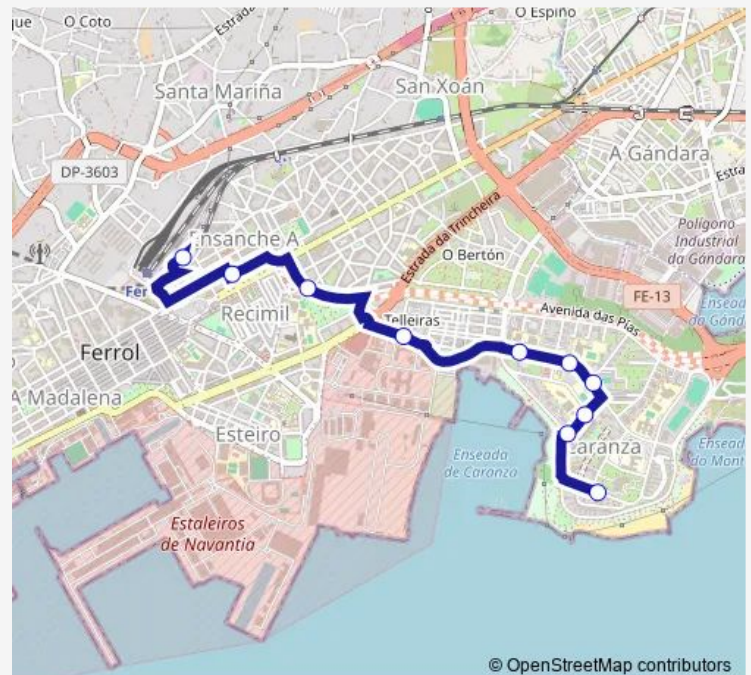 O Coto
Estrada
O Espiño
Santa Mariña
San Xoán
A Gándara
DP-3603
Estrada da Trincheira
Ensanche A
O Bertón
Polígono
Industrial
da Gándara
Fer
Recimil
FE-13
Telleiras
Avenida das Pías
Ferrol
A Madalena
Esteiro
Enseada
de Caranza
Caranza
Enseada
do Mont
Estaleiros
de Navantia
© OpenStreetMap contributors